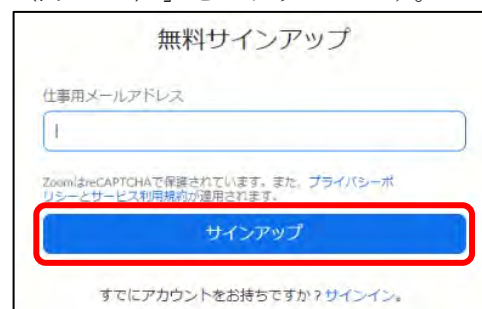 無料サインアップ
仕事用メールアドレス
ZoomはreCAPTCHAで保護されています。また、プライバシーポ
リシーとサービス利用規約が適用されます。
サインアップ
すでにアカウントをお持ちですか？サインイン。